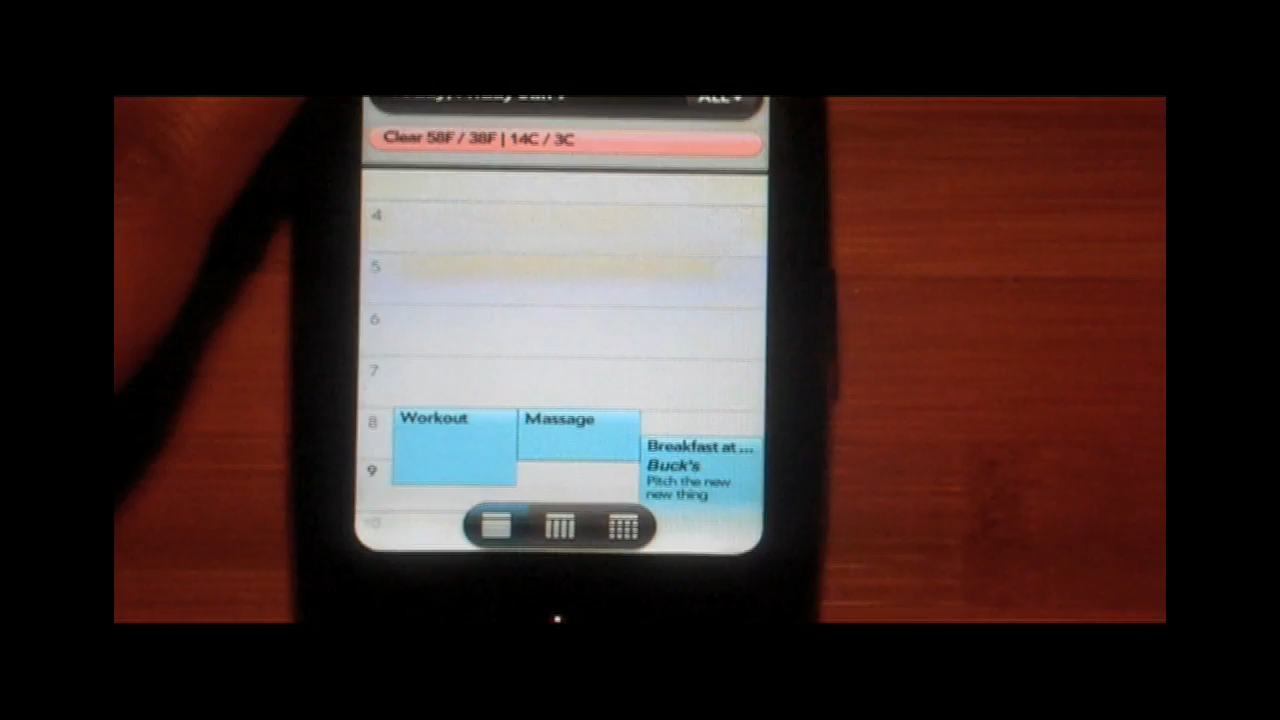 ALL
Clear 58F / 38F | 14C / 3C
4
5
6
7
8
Workout
Massage
Breakfast at ...
Buck's
Pitch the new
new thing
9
10